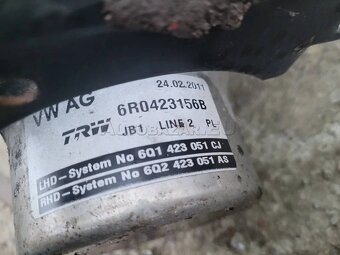 24.02.2011
VW AG
6R0423156B
TRW JB1 LINE 2 PL
LHD-System No 6Q1 423 051 CJ
RHD-System No 6Q2 423 051 AS